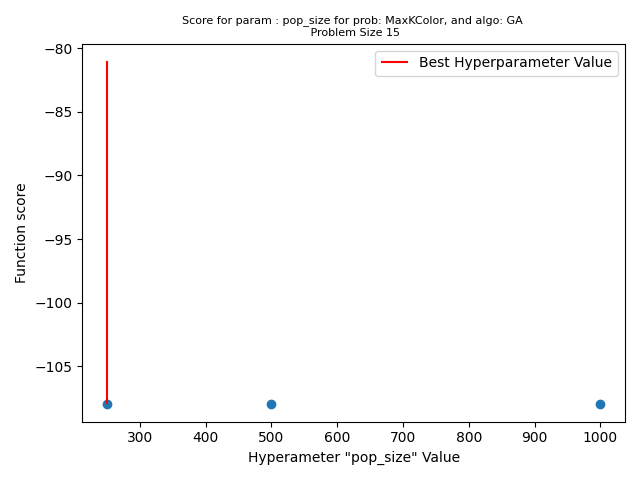 Score for param : pop_size for prob: MaxKColor, and algo: GA
Problem Size 15
Best Hyperparameter Value
Function score
−80
−85
−90
−95
−100
−105
300 400 500 600 700 800 900 1000
Hyperameter "pop_size" Value